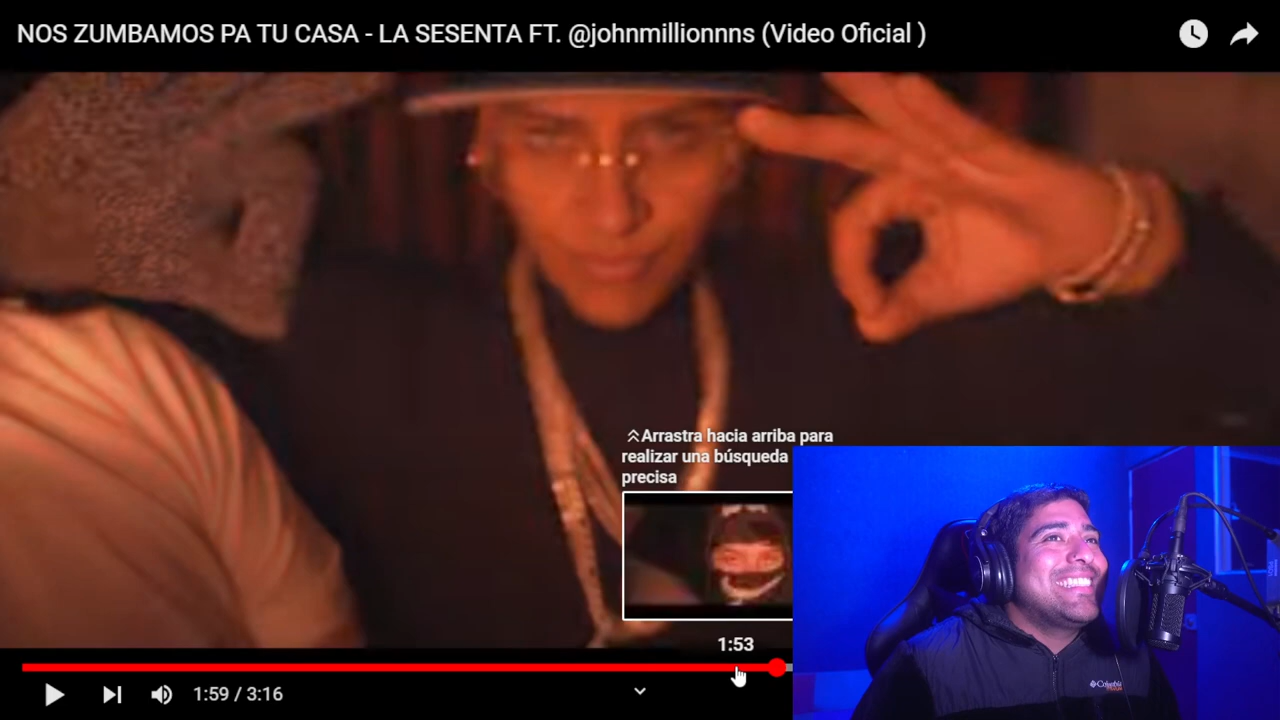 NOS ZUMBAMOS PA TU CASA - LA SESENTA FT. @johnmillionnns (Video Oficial )
Arrastra hacia arriba para
realizar una búsqueda
precisa
1:53
1:59 / 3:16
Columbia